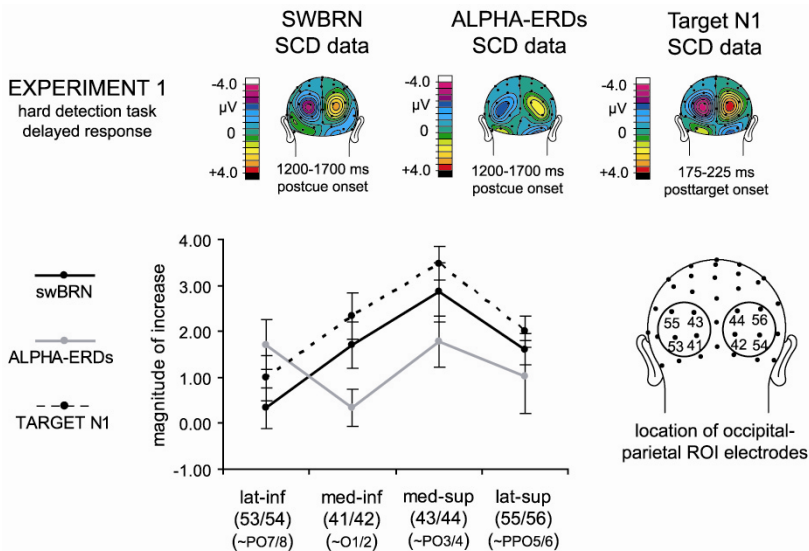 SWBRN
SCD data
ALPHA-ERDs
SCD data
Target N1
SCD data
EXPERIMENT 1
hard detection task
delayed response
-4.0
µV
0
+4.0
1200-1700 ms
postcue onset
-4.0
µV
0
+4.0
1200-1700 ms
postcue onset
-4.0
µV
0
+4.0
175-225 ms
posttarget onset
swBRN
ALPHA-ERDs
TARGET N1
magnitude of increase
4.00
3.00
2.00
1.00
0.00
-1.00
lat-inf
(53/54)
(~PO7/8)
med-inf
(41/42)
(~O1/2)
med-sup
(43/44)
(~PO3/4)
lat-sup
(55/56)
(~PPO5/6)
55 43 44 56
53 41 42 54
location of occipital-
parietal ROI electrodes